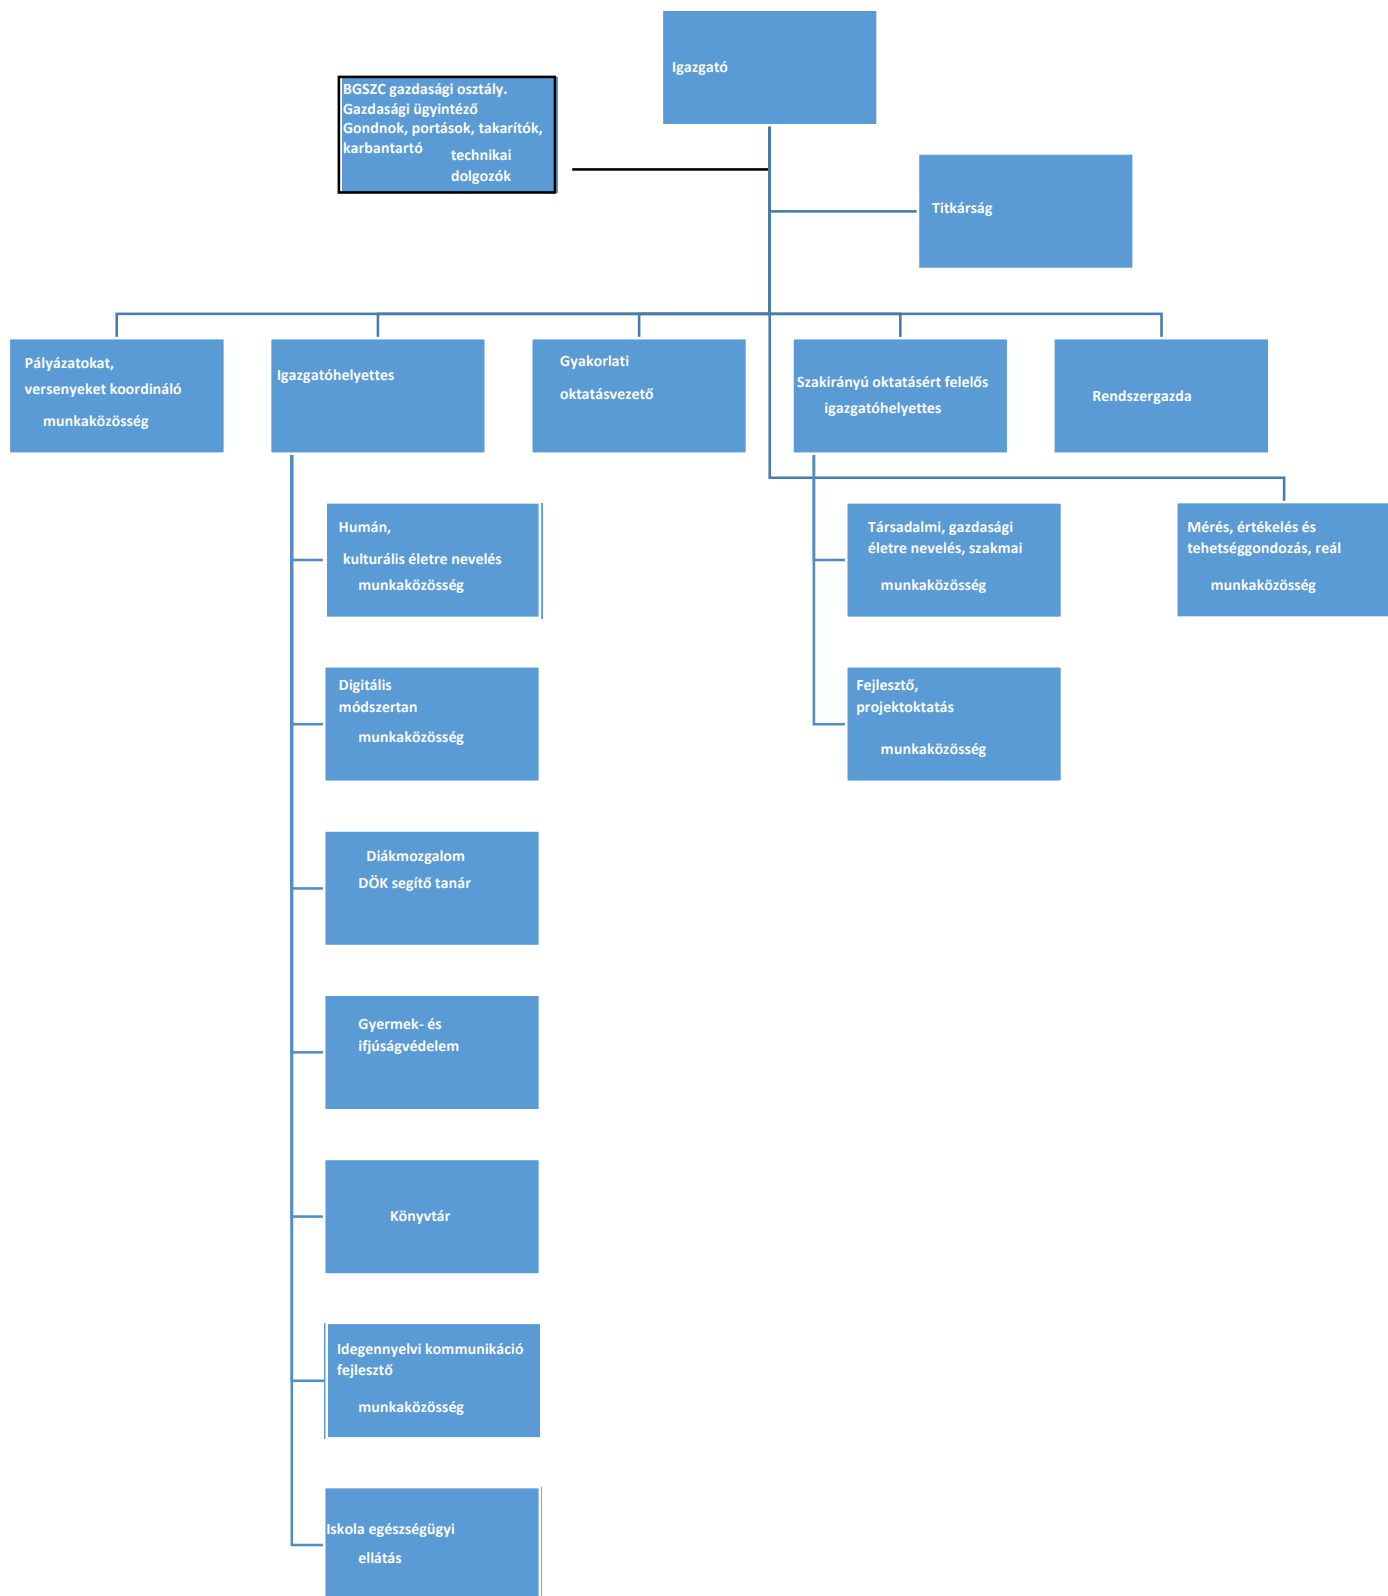 Igazgató
BGSZC gazdasági osztály.
Gazdasági ügyintéző
Gondnok, portások, takarítók,
karbantartó
technikai
dolgozók
Titkárság
Pályázatokat,
versenyeket koordináló
munkaközösség
Igazgatóhelyettes
Gyakorlati
oktatásvezető
Szakirányú oktatásért felelős
igazgatóhelyettes
Rendszergazda
Humán,
kulturális életre nevelés
munkaközösség
Társadalmi, gazdasági
életre nevelés, szakmai
munkaközösség
Mérés, értékelés és
tehetséggondozás, reál
munkaközösség
Digitális
módszertan
munkaközösség
Fejlesztő,
projektoktatás
munkaközösség
Diákmozgalom
DÖK segítő tanár
Gyermek- és
ifjúságvédelem
Könyvtár
Idegennyelvi kommunikáció
fejlesztő
munkaközösség
Iskola egészségügyi
ellátás